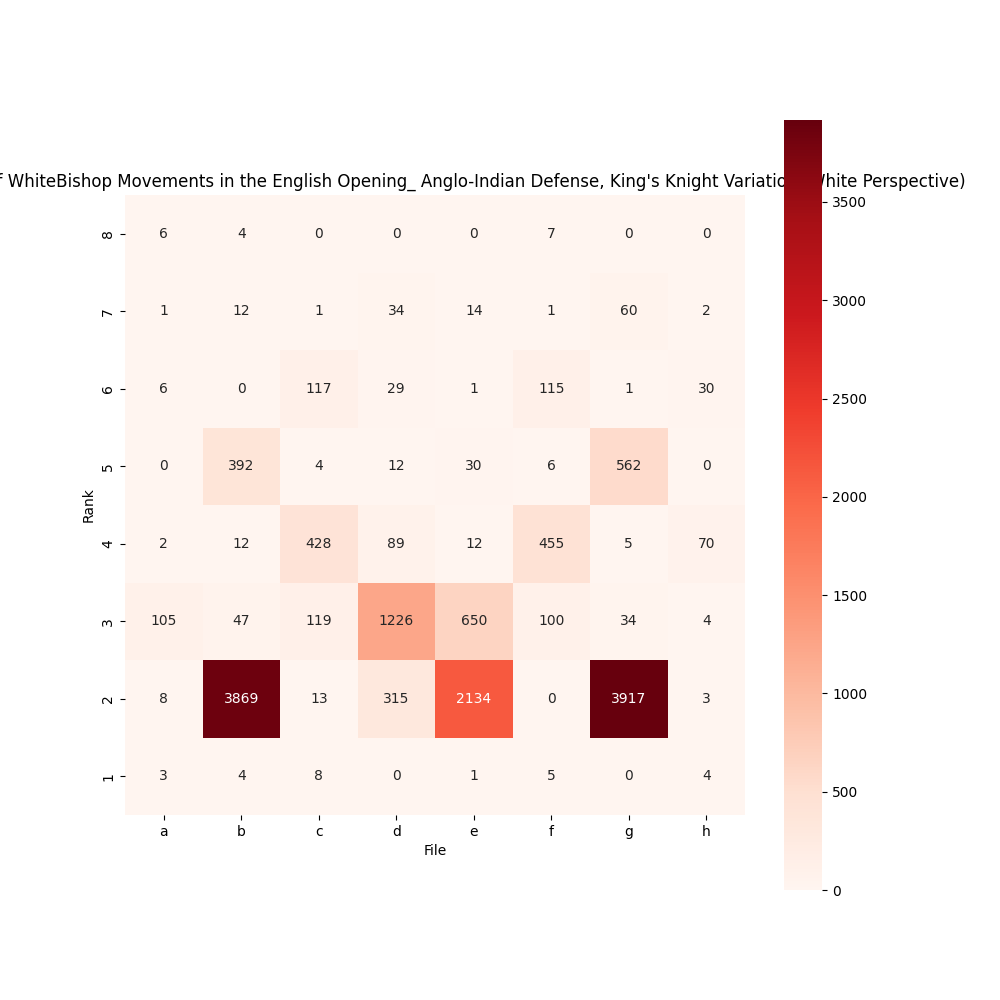 f WhiteBishop Movements in the English Opening_ Anglo-Indian Defense, King's Knight Variatio White Perspective)
3500
3000
2500
2000
1500
1000
500
0
Rank
8 6 4 0 0 0 7 0 0
7 1 12 1 34 14 1 60 2
6 6 0 117 29 1 115 1 30
5 0 392 4 12 30 6 562 0
4 2 12 428 89 12 455 5 70
3 105 47 119 1226 650 100 34 4
2 8 3869 13 315 2134 0 3917 3
1 3 4 8 0 1 5 0 4
a b c d e f g h
File